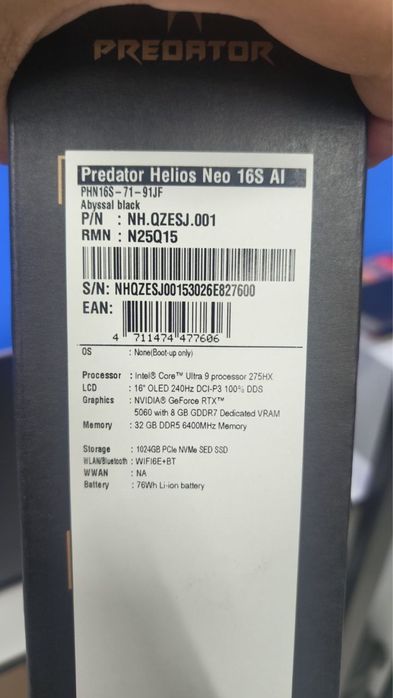 PREDATOR
Predator Helios Neo 16S AI
PHN16S-71-91JF
Abyssal black
P/N : NH.QZESJ.001
RMN : N25Q15
S/N: NHQZESJ00153026E827600
EAN:
4 711474 477606
OS : None(Boot-up only)
Processor : Intel® Core™ Ultra 9 processor 275HX
LCD : 16" OLED 240Hz DCI-P3 100% DDS
Graphics : NVIDIA® GeForce RTX™
5060 with 8 GB GDDR7 Dedicated VRAM
Memory : 32 GB DDR5 6400MHz Memory
Storage : 1024GB PCIe NVMe SED SSD
WLAN/Bluetooth : WIFI6E+BT
WWAN : NA
Battery : 76Wh Li-ion battery